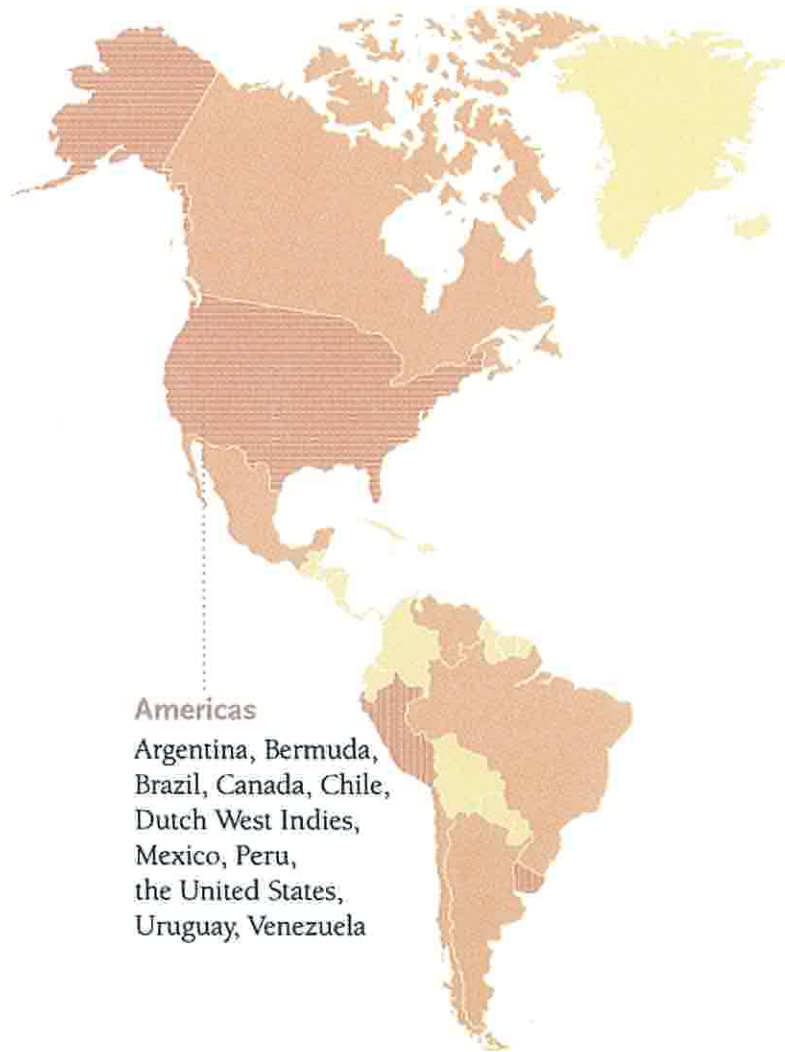 Americas
Argentina, Bermuda,
Brazil, Canada, Chile,
Dutch West Indies,
Mexico, Peru,
the United States,
Uruguay, Venezuela